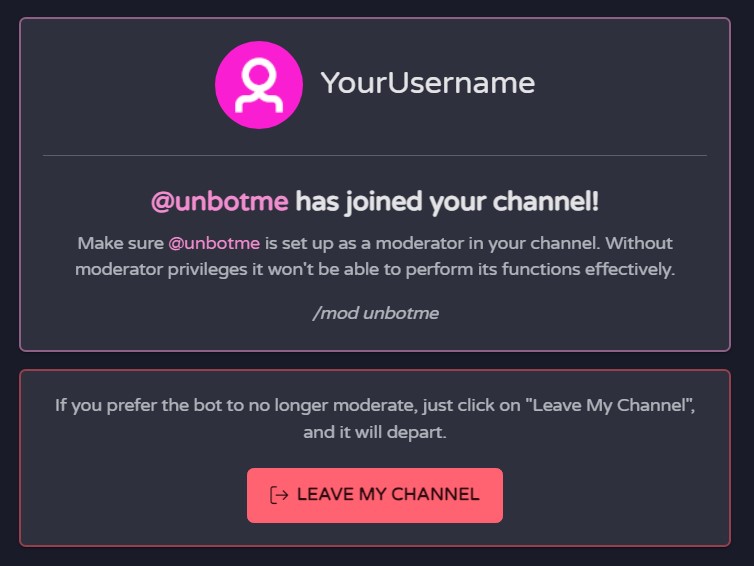 YourUsername
@unbotme has joined your channel!
Make sure @unbotme is set up as a moderator in your channel. Without
moderator privileges it won't be able to perform its functions effectively.
/mod unbotme
If you prefer the bot to no longer moderate, just click on "Leave My Channel",
and it will depart.
LEAVE MY CHANNEL